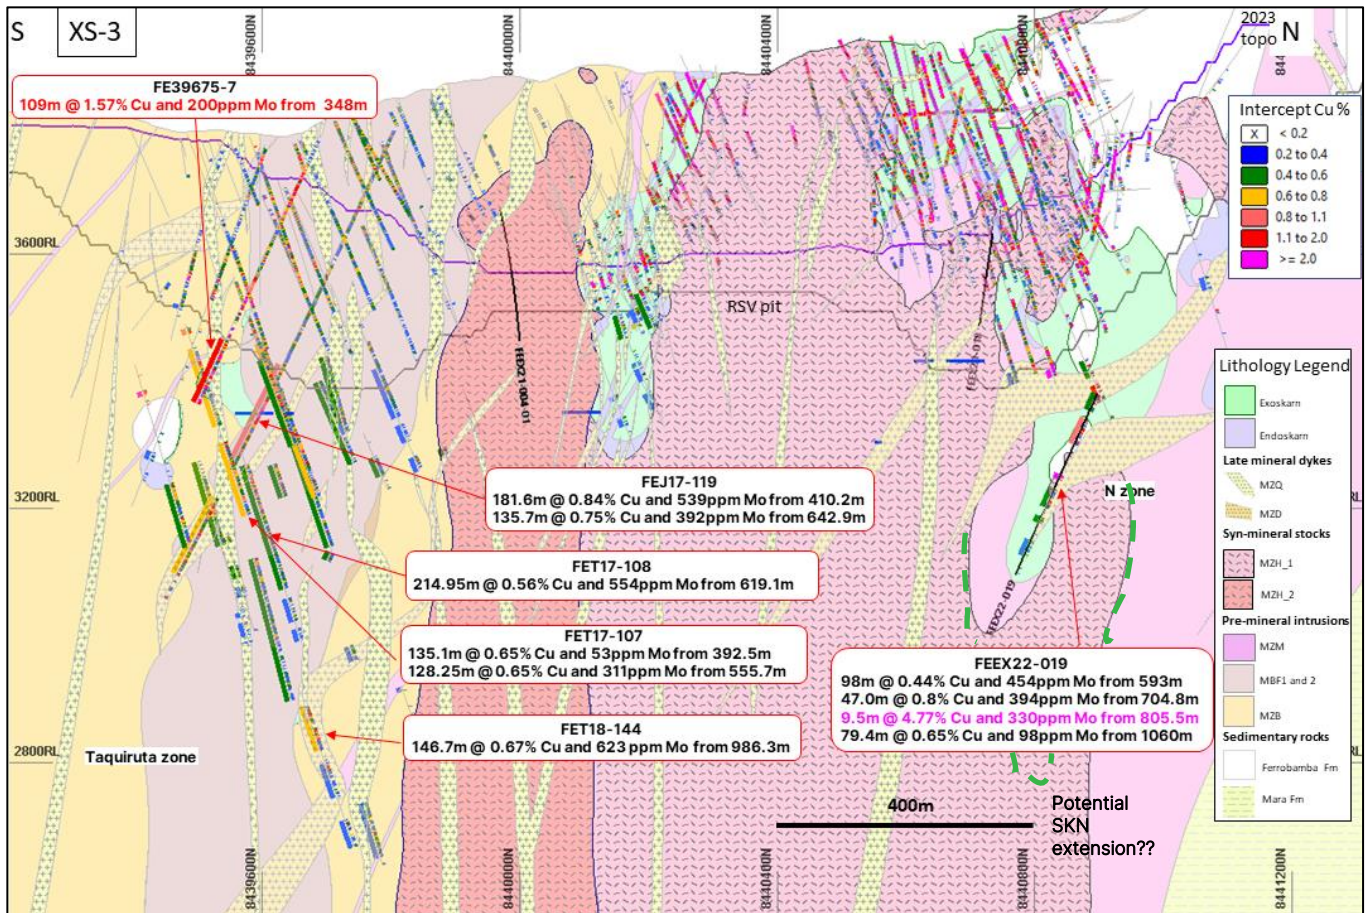 S
XS-3
8439600N
8440000N
8440400N
8440800N
2023
topo
N
844
FE39675-7
109m @ 1.57% Cu and 200ppm Mo from 348m
Intercept Cu %
X < 0.2
0.2 to 0.4
0.4 to 0.6
0.6 to 0.8
0.8 to 1.1
1.1 to 2.0
>= 2.0
3600RL
RSV pit
FEEX21-004-01
FEEX22-019
Lithology Legend
Exoskarn
Endoskarn
Late mineral dykes
MZQ
MZD
Syn-mineral stocks
MZH_1
MZH_2
Pre-mineral intrusions
MZM
MBF1 and 2
MZB
Sedimentary rocks
Ferrobamba Fm
Mara Fm
3200RL
FEJ17-119
181.6m @ 0.84% Cu and 539ppm Mo from 410.2m
135.7m @ 0.75% Cu and 392ppm Mo from 642.9m
N zone
FET17-108
214.95m @ 0.56% Cu and 554ppm Mo from 619.1m
FEEX22-019
FET17-107
135.1m @ 0.65% Cu and 53ppm Mo from 392.5m
128.25m @ 0.65% Cu and 311ppm Mo from 555.7m
FEEX22-019
98m @ 0.44% Cu and 454ppm Mo from 593m
47.0m @ 0.8% Cu and 394ppm Mo from 704.8m
9.5m @ 4.77% Cu and 330ppm Mo from 805.5m
79.4m @ 0.65% Cu and 98ppm Mo from 1060m
FET18-144
146.7m @ 0.67% Cu and 623 ppm Mo from 986.3m
2800RL
Taquiruta zone
400m
Potential
SKN
extension??
8439600N
8440000N
8440400N
8440800N
8441200N